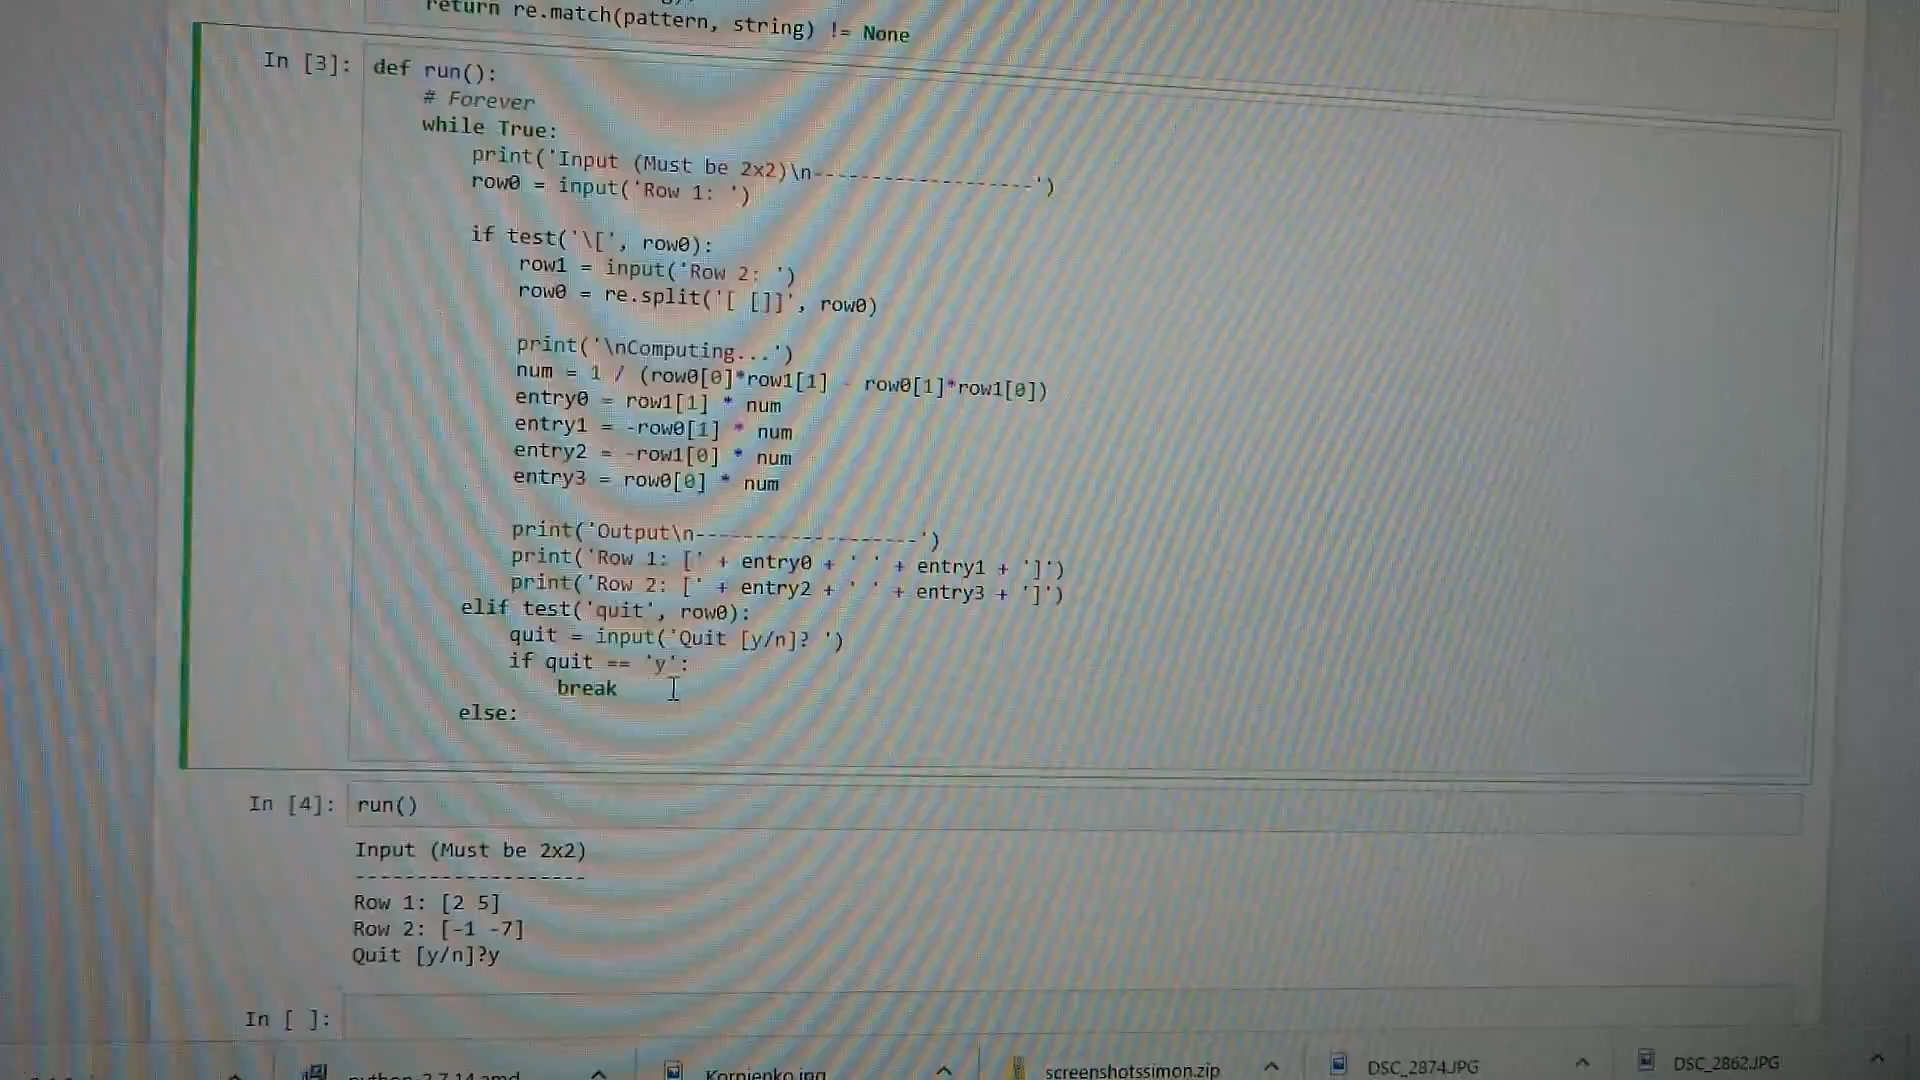 return re.match(pattern, string) != None
In [3]: def run():
# Forever
while True:
print('Input (Must be 2x2)\n-------------------')
row0 = input('Row 1: ')
if test('\[', row0):
row1 = input('Row 2: ')
row0 = re.split('[ []]', row0)
print('\nComputing...')
num = 1 / (row0[0]*row1[1] - row0[1]*row1[0])
entry0 = row1[1] * num
entry1 = -row0[1] * num
entry2 = -row1[0] * num
entry3 = row0[0] * num
print('Output\n-------------------')
print('Row 1: [' + entry0 + ' ' + entry1 + ']')
print('Row 2: [' + entry2 + ' ' + entry3 + ']')
elif test('quit', row0):
quit = input('Quit [y/n]? ')
if quit == 'y':
break
else:
In [4]: run()
Input (Must be 2x2)
-------------------
Row 1: [2 5]
Row 2: [-1 -7]
Quit [y/n]?y
In [ ]:
Kornienko.jpg screenshotssimon.zip DSC_2874.JPG DSC_2862.JPG